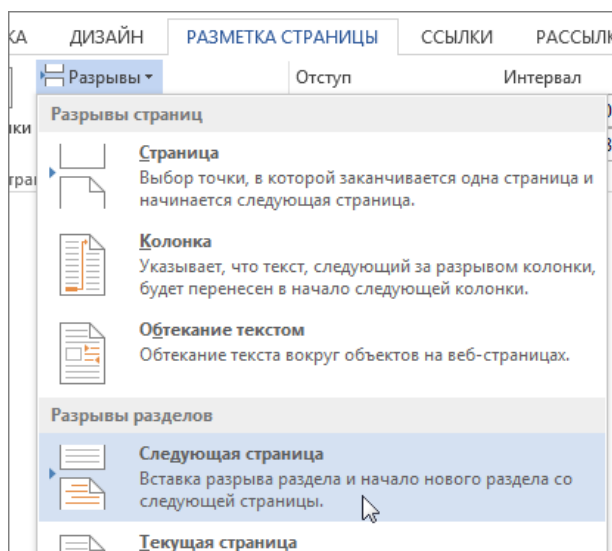 КА ДИЗАЙН РАЗМЕТКА СТРАНИЦЫ ССЫЛКИ РАССЫЛК
Разрывы Отступ Интервал
Разрывы страниц
Страница
Выбор точки, в которой заканчивается одна страница и
начинается следующая страница.
Колонка
Указывает, что текст, следующий за разрывом колонки,
будет перенесен в начало следующей колонки.
Обтекание текстом
Обтекание текста вокруг объектов на веб-страницах.
Разрывы разделов
Следующая страница
Вставка разрыва раздела и начало нового раздела со
следующей страницы.
Текущая страница